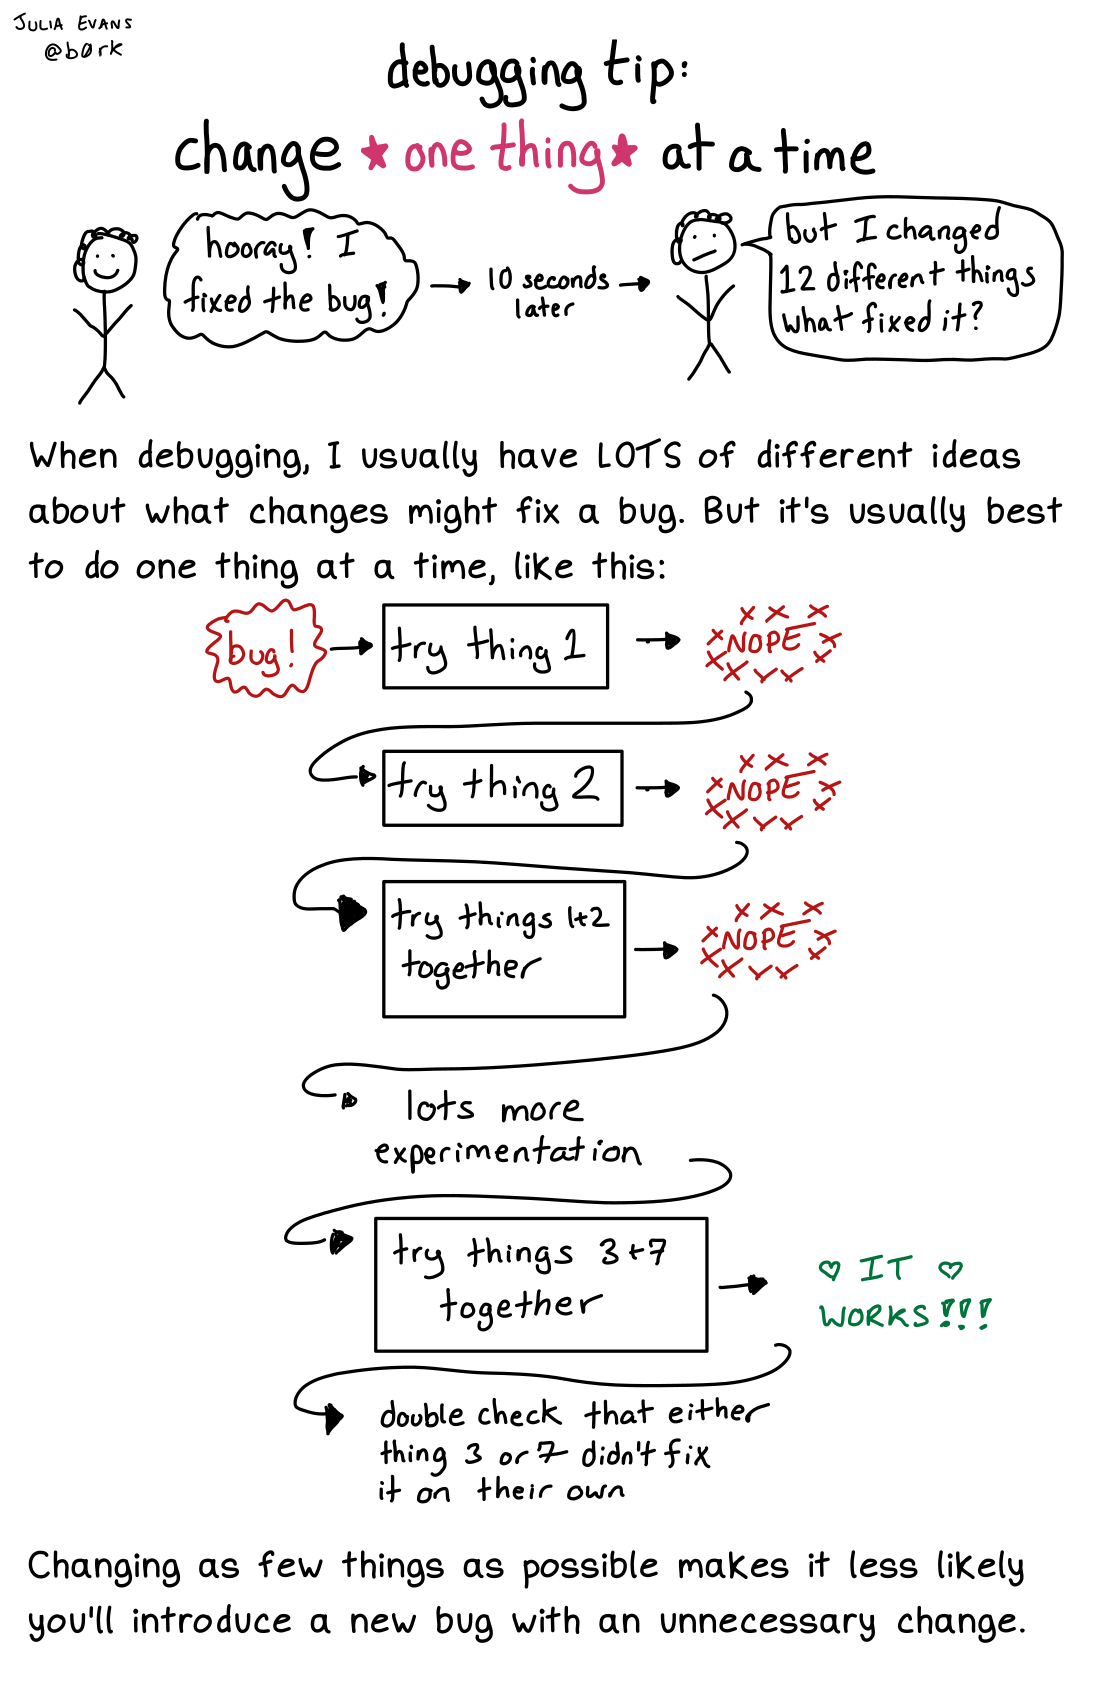 JULIA EVANS
@b0rk
debugging tip:
change ★ one thing ★ at a time
hooray! I
fixed the bug!
10 seconds
later
but I changed
12 different things
what fixed it?
When debugging, I usually have LOTS of different ideas
about what changes might fix a bug. But it's usually best
to do one thing at a time, like this:
bug!
try thing 1
NOPE
try thing 2
NOPE
try things 1+2
together
NOPE
lots more
experimentation
try things 3+7
together
♡ IT ♡
WORKS!!!
double check that either
thing 3 or 7 didn't fix
it on their own
Changing as few things as possible makes it less likely
you'll introduce a new bug with an unnecessary change.